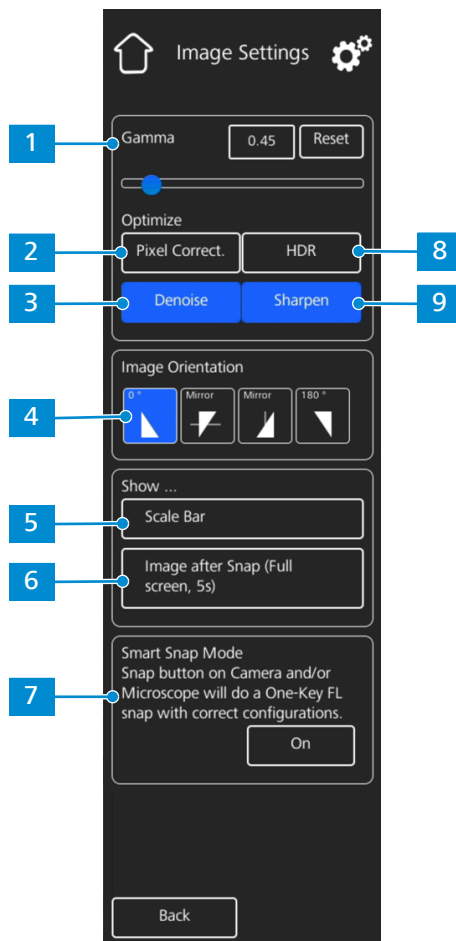 Image Settings
1
Gamma
0.45
Reset
Optimize
2
Pixel Correct.
HDR
8
3
Denoise
Sharpen
9
Image Orientation
4
0 °
Mirror
Mirror
180 °
Show ...
5
Scale Bar
6
Image after Snap (Full
screen, 5s)
Smart Snap Mode
Snap button on Camera and/or
7
Microscope will do a One-Key FL
snap with correct configurations.
On
Back